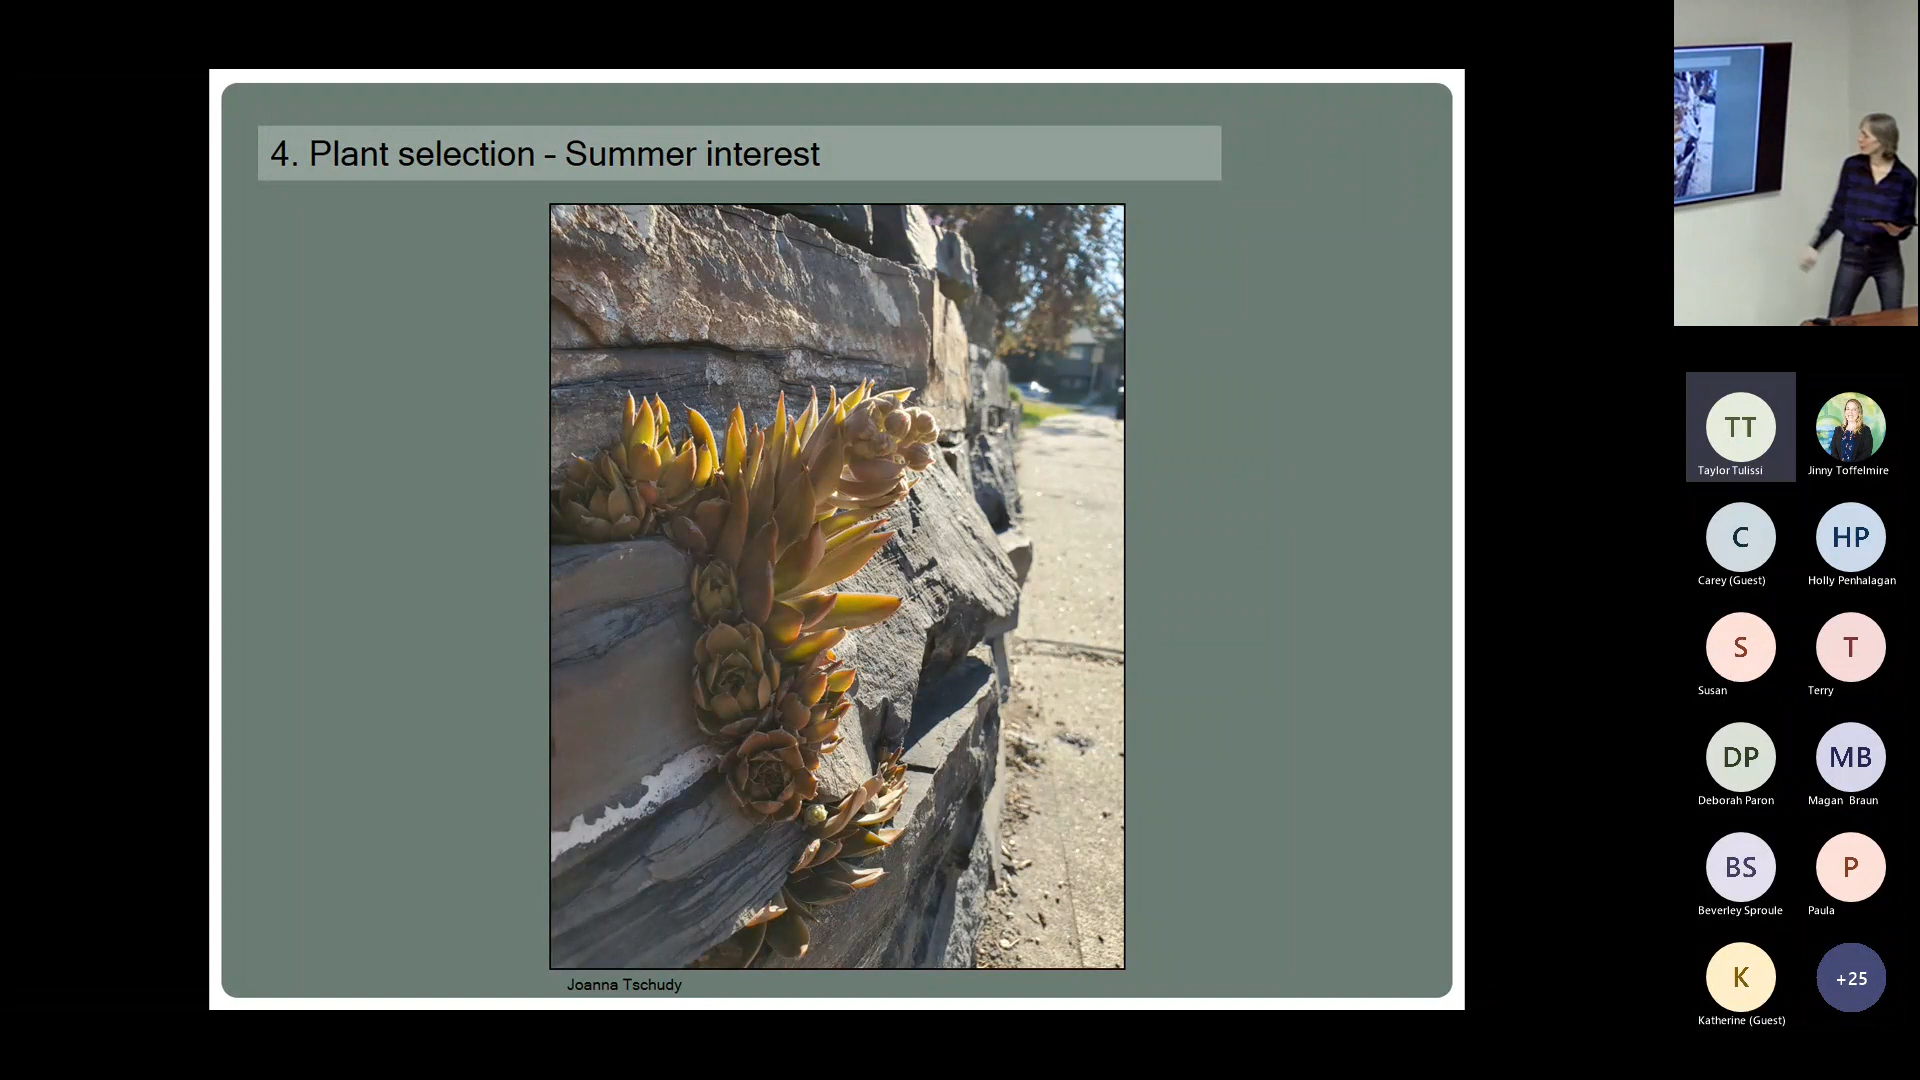 4. Plant selection – Summer interest
Joanna Tschudy
TT
Taylor Tulissi
Jinny Toffelmire
C
Carey (Guest)
HP
Holly Penhalagan
S
Susan
T
Terry
DP
Deborah Paron
MB
Magan Braun
BS
Beverley Sproule
P
Paula
K
Katherine (Guest)
+25